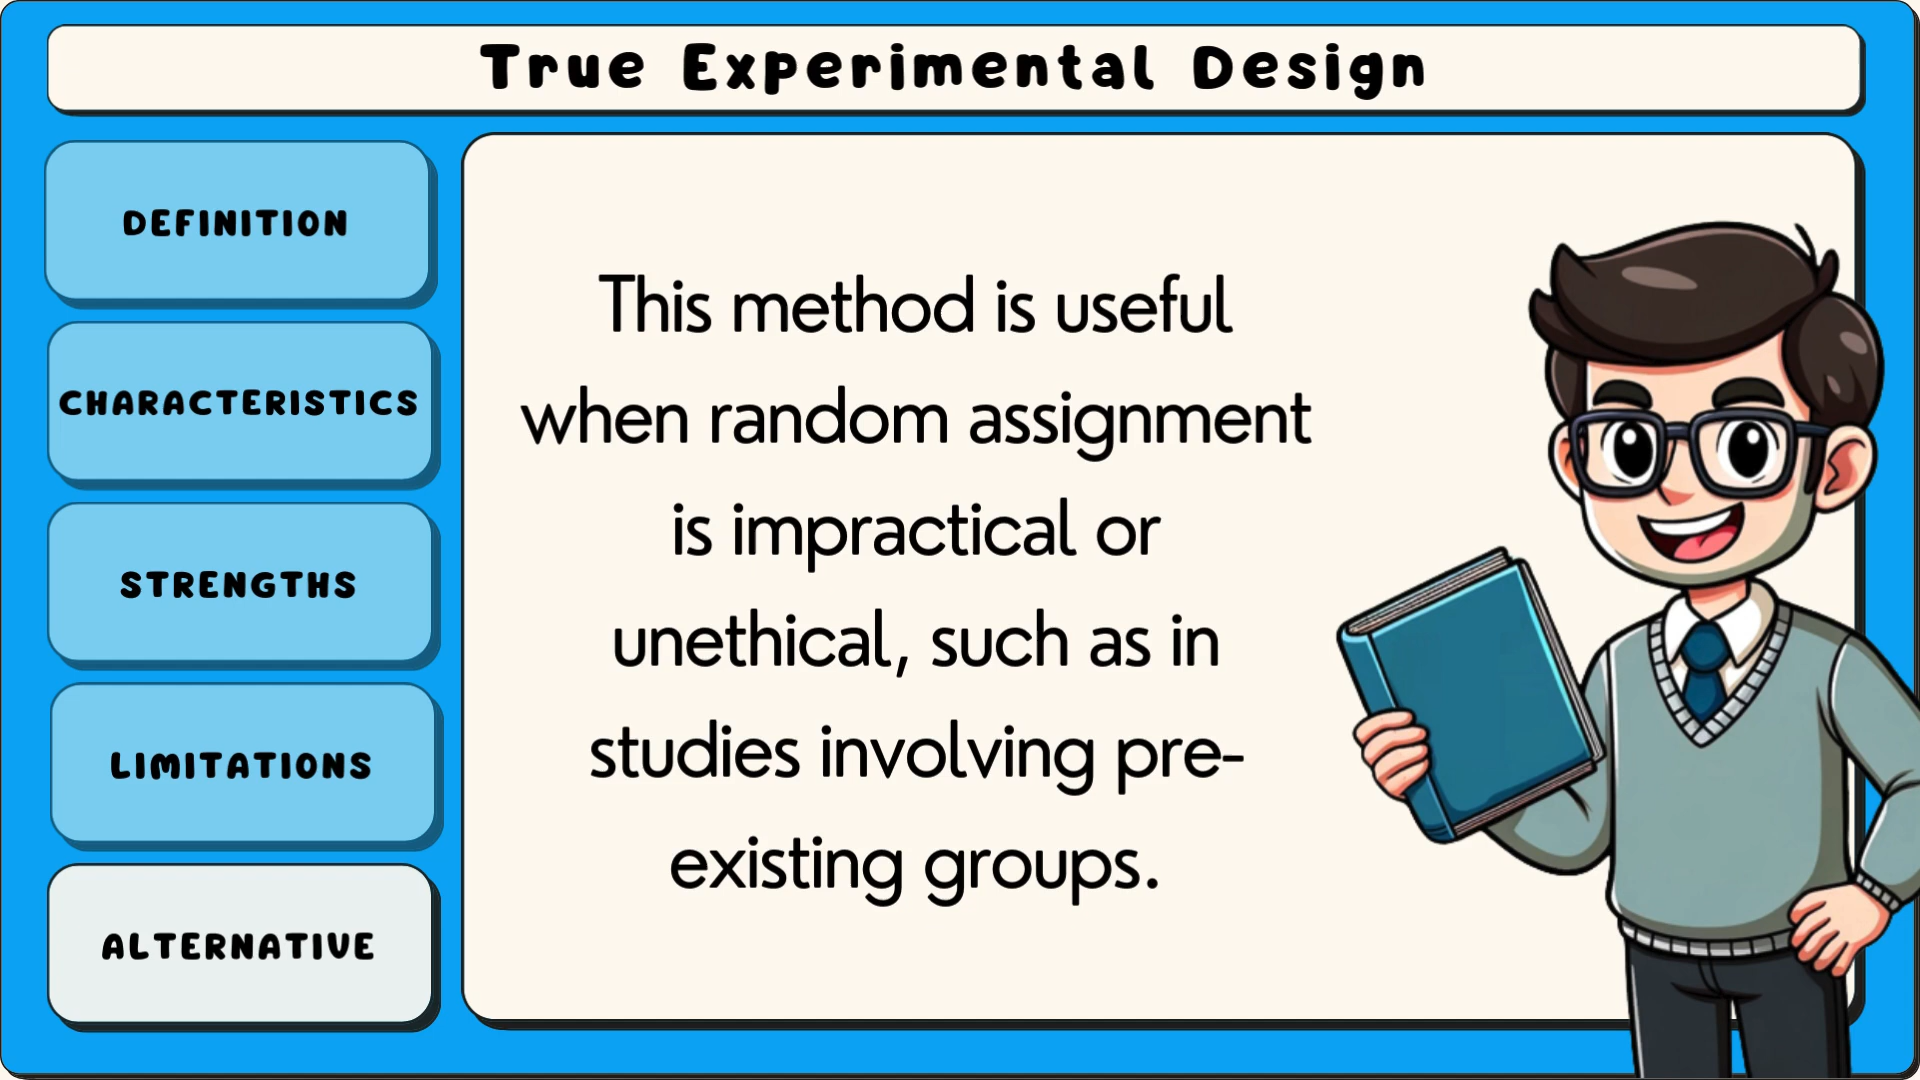 True Experimental Design
DEFINITION
CHARACTERISTICS
STRENGTHS
LIMITATIONS
ALTERNATIVE
This method is useful
when random assignment
is impractical or
unethical, such as in
studies involving pre-
existing groups.